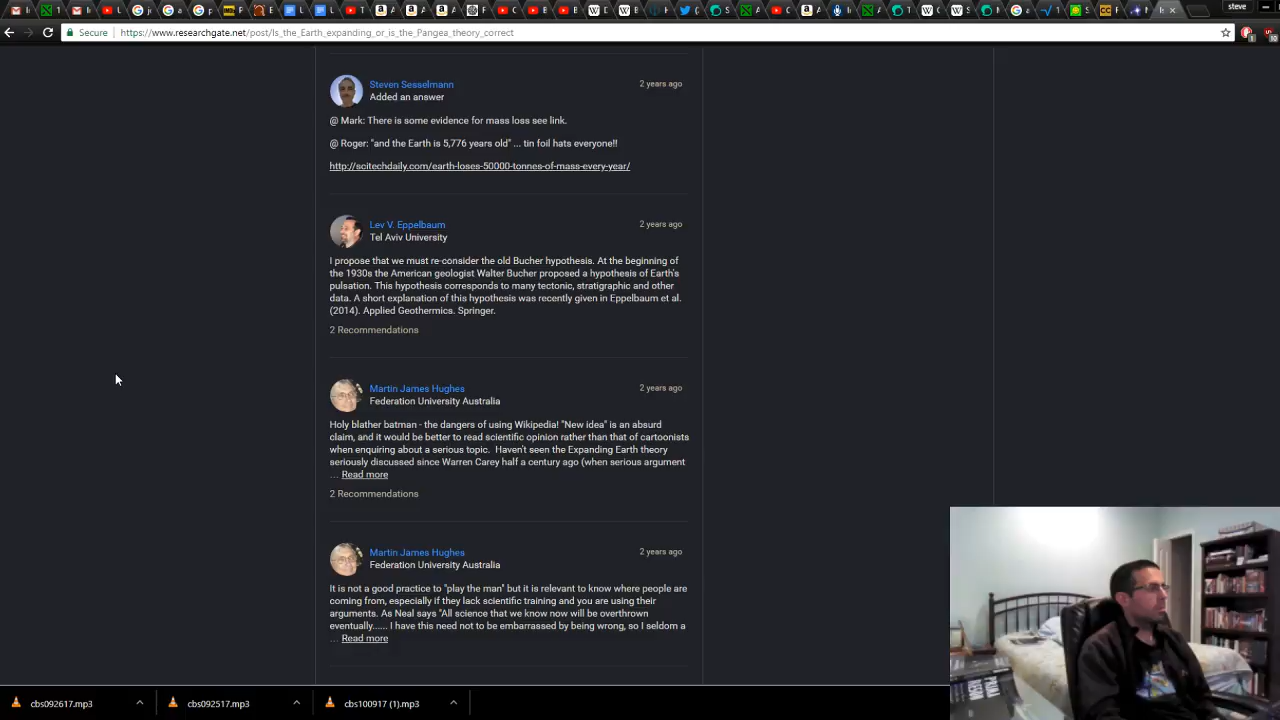 steve
Secure
https://www.researchgate.net/post/Is_the_Earth_expanding_or_is_the_Pangea_theory_correct
Steven Sesselmann
2 years ago
Added an answer
@ Mark: There is some evidence for mass loss see link.
@ Roger: "and the Earth is 5,776 years old" ... tin foil hats everyone!!
http://scitechdaily.com/earth-loses-50000-tonnes-of-mass-every-year/
Lev V. Eppelbaum
2 years ago
Tel Aviv University
I propose that we must re-consider the old Bucher hypothesis. At the beginning of
the 1930s the American geologist Walter Bucher proposed a hypothesis of Earth's
pulsation. This hypothesis corresponds to many tectonic, stratigraphic and other
data. A short explanation of this hypothesis was recently given in Eppelbaum et al.
(2014). Applied Geothermics. Springer.
2 Recommendations
Martin James Hughes
2 years ago
Federation University Australia
Holy blather batman - the dangers of using Wikipedia! "New idea" is an absurd
claim, and it would be better to read scientific opinion rather than that of cartoonists
when enquiring about a serious topic. Haven't seen the Expanding Earth theory
seriously discussed since Warren Carey half a century ago (when serious argument
... Read more
2 Recommendations
Martin James Hughes
2 years ago
Federation University Australia
It is not a good practice to "play the man" but it is relevant to know where people are
coming from, especially if they lack scientific training and you are using their
arguments. As Neal says "All science that we know now will be overthrown
eventually...... I have this need not to be embarrassed by being wrong, so I seldom a
... Read more
cbs092617.mp3
cbs092517.mp3
cbs100917 (1).mp3